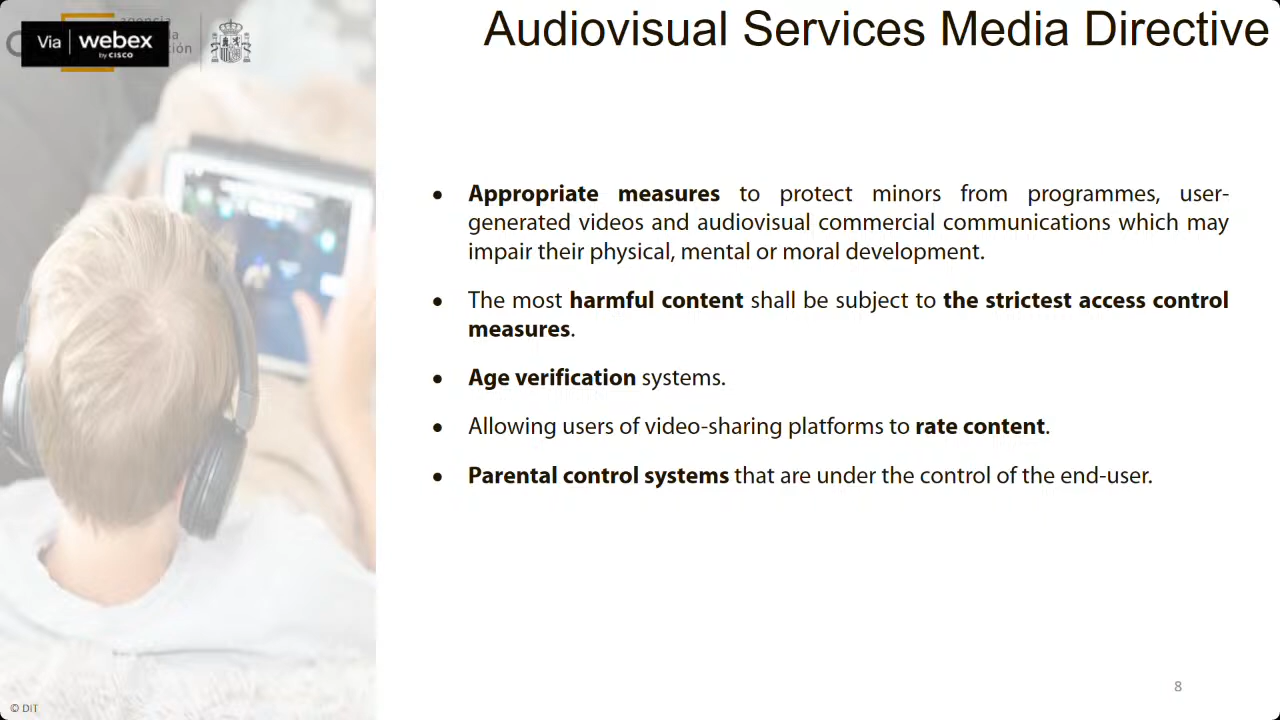 Audiovisual Services Media Directive
Via webex
by CISCO
agencia
ción
● Appropriate measures to protect minors from programmes, user-
generated videos and audiovisual commercial communications which may
impair their physical, mental or moral development.
● The most harmful content shall be subject to the strictest access control
measures.
● Age verification systems.
● Allowing users of video-sharing platforms to rate content.
● Parental control systems that are under the control of the end-user.
8
© DIT